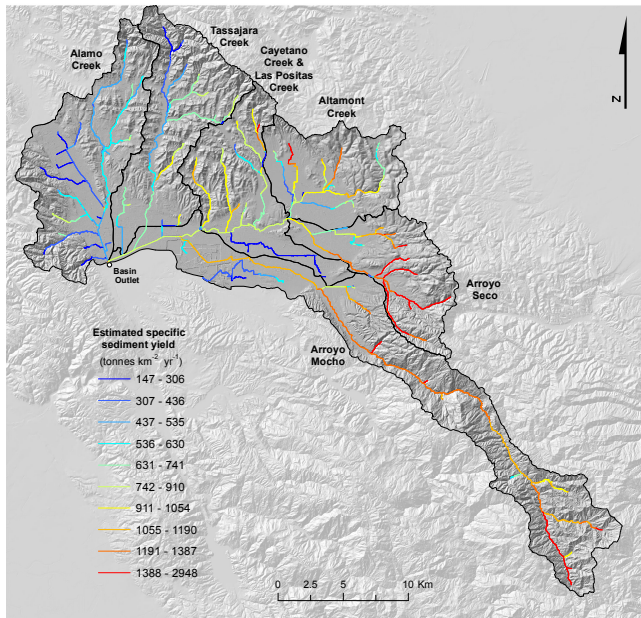 Tassajara
Creek
Cayetano
Creek &
Las Positas
Creek
Alamo
Creek
Altamont
Creek
N
Basin
Outlet
Arroyo
Seco
Arroyo
Mocho
Estimated specific
sediment yield
(tonnes km-2 yr-1)
147 - 306
307 - 436
437 - 535
536 - 630
631 - 741
742 - 910
911 - 1054
1055 - 1190
1191 - 1387
1388 - 2948
0 2.5 5 10 Km